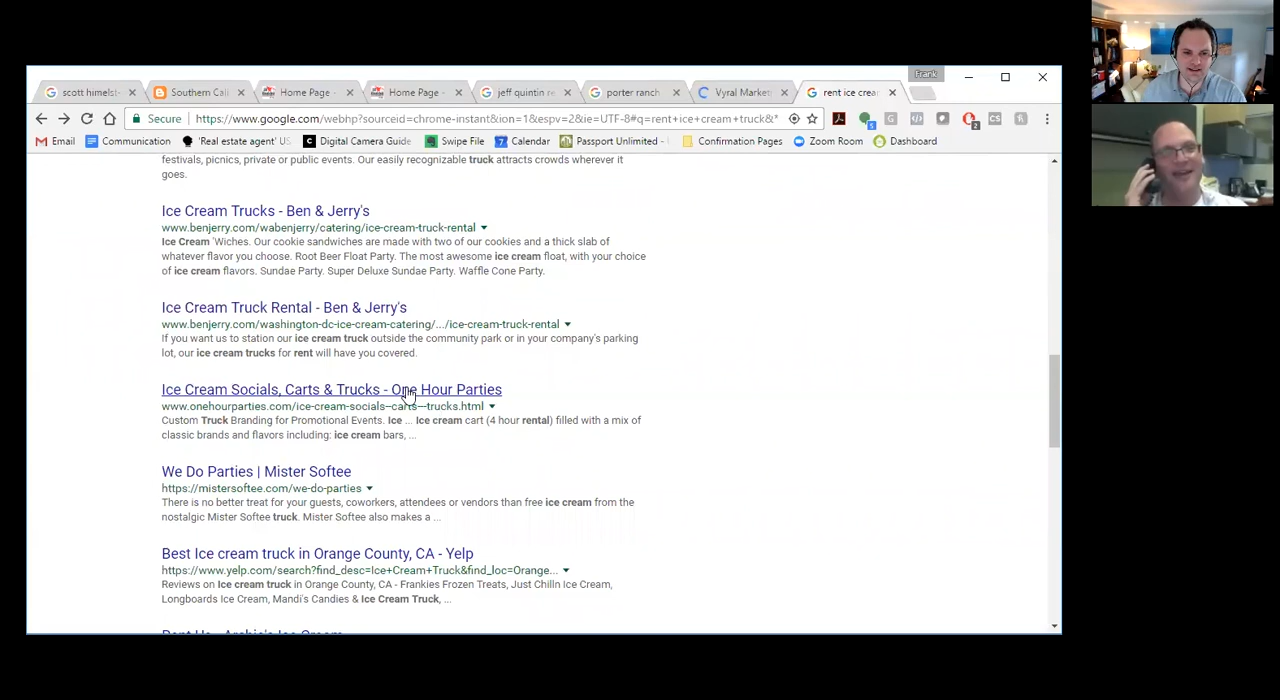 Frank
scott himelst
Southern Cali
Home Page -
Home Page -
jeff quintin re
porter ranch
Vyral Market
rent ice crea
Secure
https://www.google.com/webhp?sourceid=chrome-instant&ion=1&espv=2&ie=UTF-8#q=rent+ice+cream+truck&*
Email
Communication
'Real estate agent' US
Digital Camera Guide
Swipe File
7 Calendar
Passport Unlimited -
Confirmation Pages
Zoom Room
Dashboard
festivals, picnics, private or public events. Our easily recognizable truck attracts crowds wherever it
goes.
Ice Cream Trucks - Ben & Jerry's
www.benjerry.com/wabenjerry/catering/ice-cream-truck-rental
Ice Cream 'Wiches. Our cookie sandwiches are made with two of our cookies and a thick slab of
whatever flavor you choose. Root Beer Float Party. The most awesome ice cream float, with your choice
of ice cream flavors. Sundae Party. Super Deluxe Sundae Party. Waffle Cone Party.
Ice Cream Truck Rental - Ben & Jerry's
www.benjerry.com/washington-dc-ice-cream-catering/.../ice-cream-truck-rental
If you want us to station our ice cream truck outside the community park or in your company's parking
lot, our ice cream trucks for rent will have you covered.
Ice Cream Socials, Carts & Trucks - One Hour Parties
www.onehourparties.com/ice-cream-socials--carts---trucks.html
Custom Truck Branding for Promotional Events. Ice ... Ice cream cart (4 hour rental) filled with a mix of
classic brands and flavors including: ice cream bars, ...
We Do Parties | Mister Softee
https://mistersoftee.com/we-do-parties
There is no better treat for your guests, coworkers, attendees or vendors than free ice cream from the
nostalgic Mister Softee truck. Mister Softee also makes a ...
Best Ice cream truck in Orange County, CA - Yelp
https://www.yelp.com/search?find_desc=Ice+Cream+Truck&find_loc=Orange...
Reviews on Ice cream truck in Orange County, CA - Frankies Frozen Treats, Just Chilln Ice Cream,
Longboards Ice Cream, Mandi's Candies & Ice Cream Truck, ...
Rent Us - Archie's Ice Cream